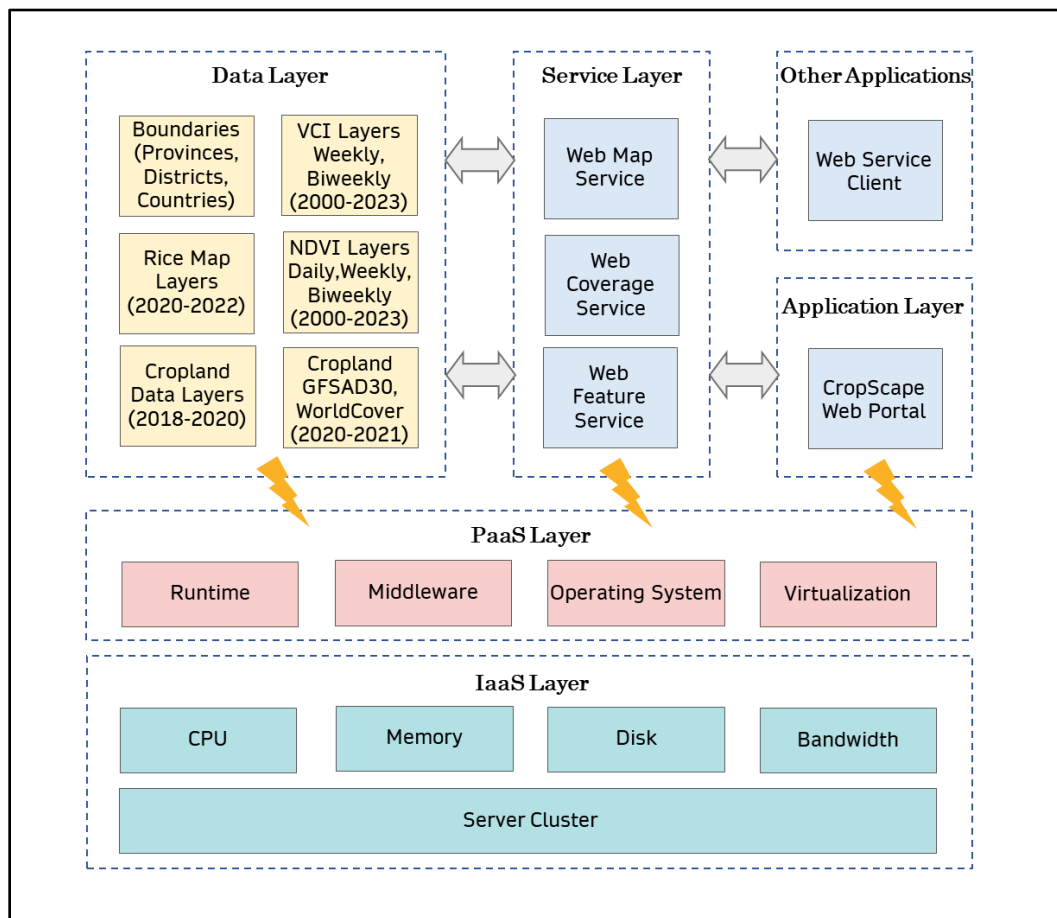 Data Layer
Boundaries
(Provinces,
Districts,
Countries)
VCI Layers
Weekly,
Biweekly
(2000-2023)
Rice Map
Layers
(2020-2022)
NDVI Layers
Daily,Weekly,
Biweekly
(2000-2023)
Cropland
Data Layers
(2018-2020)
Cropland
GFSAD30,
WorldCover
(2020-2021)
Service Layer
Web Map
Service
Web
Coverage
Service
Web
Feature
Service
Other Applications
Web Service
Client
Application Layer
CropScape
Web Portal
PaaS Layer
Runtime
Middleware
Operating System
Virtualization
IaaS Layer
CPU
Memory
Disk
Bandwidth
Server Cluster